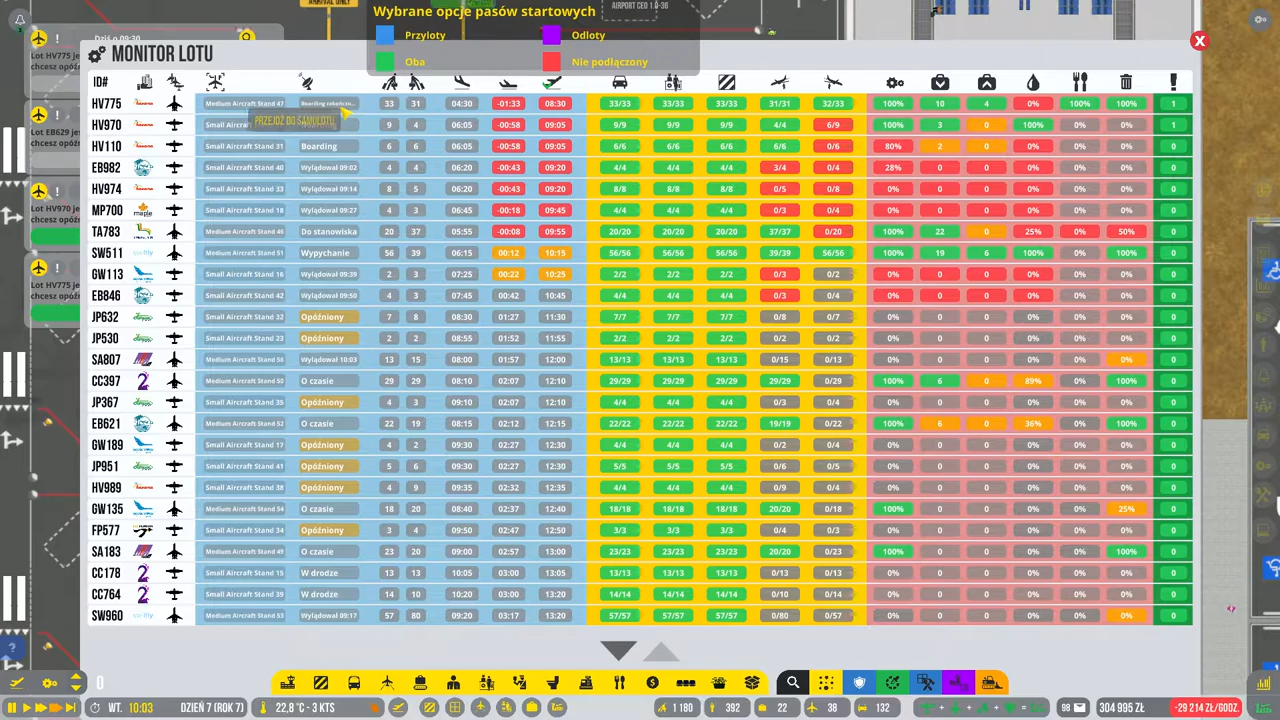 AIRPORT CEO 1.0-36
Wybrane opcje pasów startowych
Przyloty
Odloty
Oba
Nie podłączony
Dziś o 09:30
Lot HV775 je
chcesz opóź
Lot EB629 je
chcesz opóź
Lot HV970 je
chcesz opóź
Lot HV775 je
chcesz opóź
MONITOR LOTU
ID#
HV775 Medium Aircraft Stand 47 33 31 04:30 -01:33 08:30 33/33 33/33 33/33 31/31 32/33 100% 10 4 0% 100% 100% 1
PRZEJDŹ DO SAMOLOTU
HV970 9 4 06:05 -00:58 09:05 9/9 9/9 9/9 4/4 6/9 100% 3 0 100% 0% 0% 1
HV110 Small Aircraft Stand 31 Boarding 6 6 06:05 -00:58 09:05 6/6 6/6 6/6 6/6 0/6 80% 2 0 0% 0% 0% 0
EB982 Small Aircraft Stand 40 Wylądował 09:02 4 4 06:20 -00:43 09:20 4/4 4/4 4/4 3/4 0/4 28% 0 0 0% 0% 0% 0
HV974 Small Aircraft Stand 33 Wylądował 09:14 8 5 06:20 -00:43 09:20 8/8 8/8 8/8 0/5 0/8 0% 0 0 0% 0% 0% 0
MP700 maple Small Aircraft Stand 18 Wylądował 09:27 4 3 06:45 -00:18 09:45 4/4 4/4 4/4 0/3 0/4 0% 0 0 0% 0% 0% 0
TA783 Medium Aircraft Stand 46 Do stanowiska 20 37 05:55 -00:08 09:55 20/20 20/20 20/20 37/37 0/20 100% 22 0 25% 0% 50% 0
SW511 Medium Aircraft Stand 51 Wypychanie 56 39 06:15 00:12 10:15 56/56 56/56 56/56 39/39 56/56 100% 19 6 100% 0% 100% 0
GW113 Small Aircraft Stand 16 Wylądował 09:39 2 3 07:25 00:22 10:25 2/2 2/2 2/2 0/3 0/2 0% 0 0 0% 0% 0% 0
EB846 Small Aircraft Stand 42 Wylądował 09:50 4 3 07:45 00:42 10:45 4/4 4/4 4/4 0/3 0/4 0% 0 0 0% 0% 0% 0
JP632 Small Aircraft Stand 32 Opóźniony 7 8 08:30 01:27 11:30 7/7 7/7 7/7 0/8 0/7 0% 0 0 0% 0% 0% 0
JP530 Small Aircraft Stand 23 Opóźniony 2 2 08:55 01:52 11:55 2/2 2/2 2/2 0/2 0/2 0% 0 0 0% 0% 0% 0
SA807 Medium Aircraft Stand 56 Wylądował 10:03 13 15 08:00 01:57 12:00 13/13 13/13 13/13 0/15 0/13 0% 0 0 0% 0% 0% 0
CC397 2 Medium Aircraft Stand 50 O czasie 29 29 08:10 02:07 12:10 29/29 29/29 29/29 29/29 0/29 100% 6 0 89% 0% 100% 0
JP367 Small Aircraft Stand 35 Opóźniony 4 3 09:10 02:07 12:10 4/4 4/4 4/4 0/3 0/4 0% 0 0 0% 0% 0% 0
EB621 Medium Aircraft Stand 52 O czasie 22 19 08:15 02:12 12:15 22/22 22/22 22/22 19/19 0/22 100% 6 0 36% 0% 100% 0
GW189 Small Aircraft Stand 17 Opóźniony 4 2 09:30 02:27 12:30 4/4 4/4 4/4 0/2 0/4 0% 0 0 0% 0% 0% 0
JP951 Small Aircraft Stand 41 Opóźniony 5 6 09:30 02:27 12:30 5/5 5/5 5/5 0/6 0/5 0% 0 0 0% 0% 0% 0
HV989 Small Aircraft Stand 38 Opóźniony 4 9 09:35 02:32 12:35 4/4 4/4 4/4 0/9 0/4 0% 0 0 0% 0% 0% 0
GW135 Medium Aircraft Stand 54 O czasie 18 20 08:40 02:37 12:40 18/18 18/18 18/18 20/20 0/18 100% 0 0 0% 0% 25% 0
FP577 Small Aircraft Stand 34 Opóźniony 3 4 09:50 02:47 12:50 3/3 3/3 3/3 0/4 0/3 0% 0 0 0% 0% 0% 0
SA183 Medium Aircraft Stand 49 O czasie 23 20 09:00 02:57 13:00 23/23 23/23 23/23 20/20 0/23 100% 0 0 0% 0% 100% 0
CC178 2 Small Aircraft Stand 15 W drodze 13 13 10:05 03:00 13:05 13/13 13/13 13/13 0/13 0/13 0% 0 0 0% 0% 0% 0
CC764 2 Small Aircraft Stand 39 W drodze 14 10 10:20 03:00 13:20 14/14 14/14 14/14 0/10 0/14 0% 0 0 0% 0% 0% 0
SW960 Medium Aircraft Stand 53 Wylądował 09:17 57 80 09:20 03:17 13:20 57/57 57/57 57/57 0/80 0/57 0% 0 0 0% 0% 0% 0
0
WT. 10:03 DZIEŃ 7 (ROK 7) 22,8 °C - 3 KTS 1 180 392 22 38 132 98 304 995 ZŁ -29 214 ZŁ/GODZ.